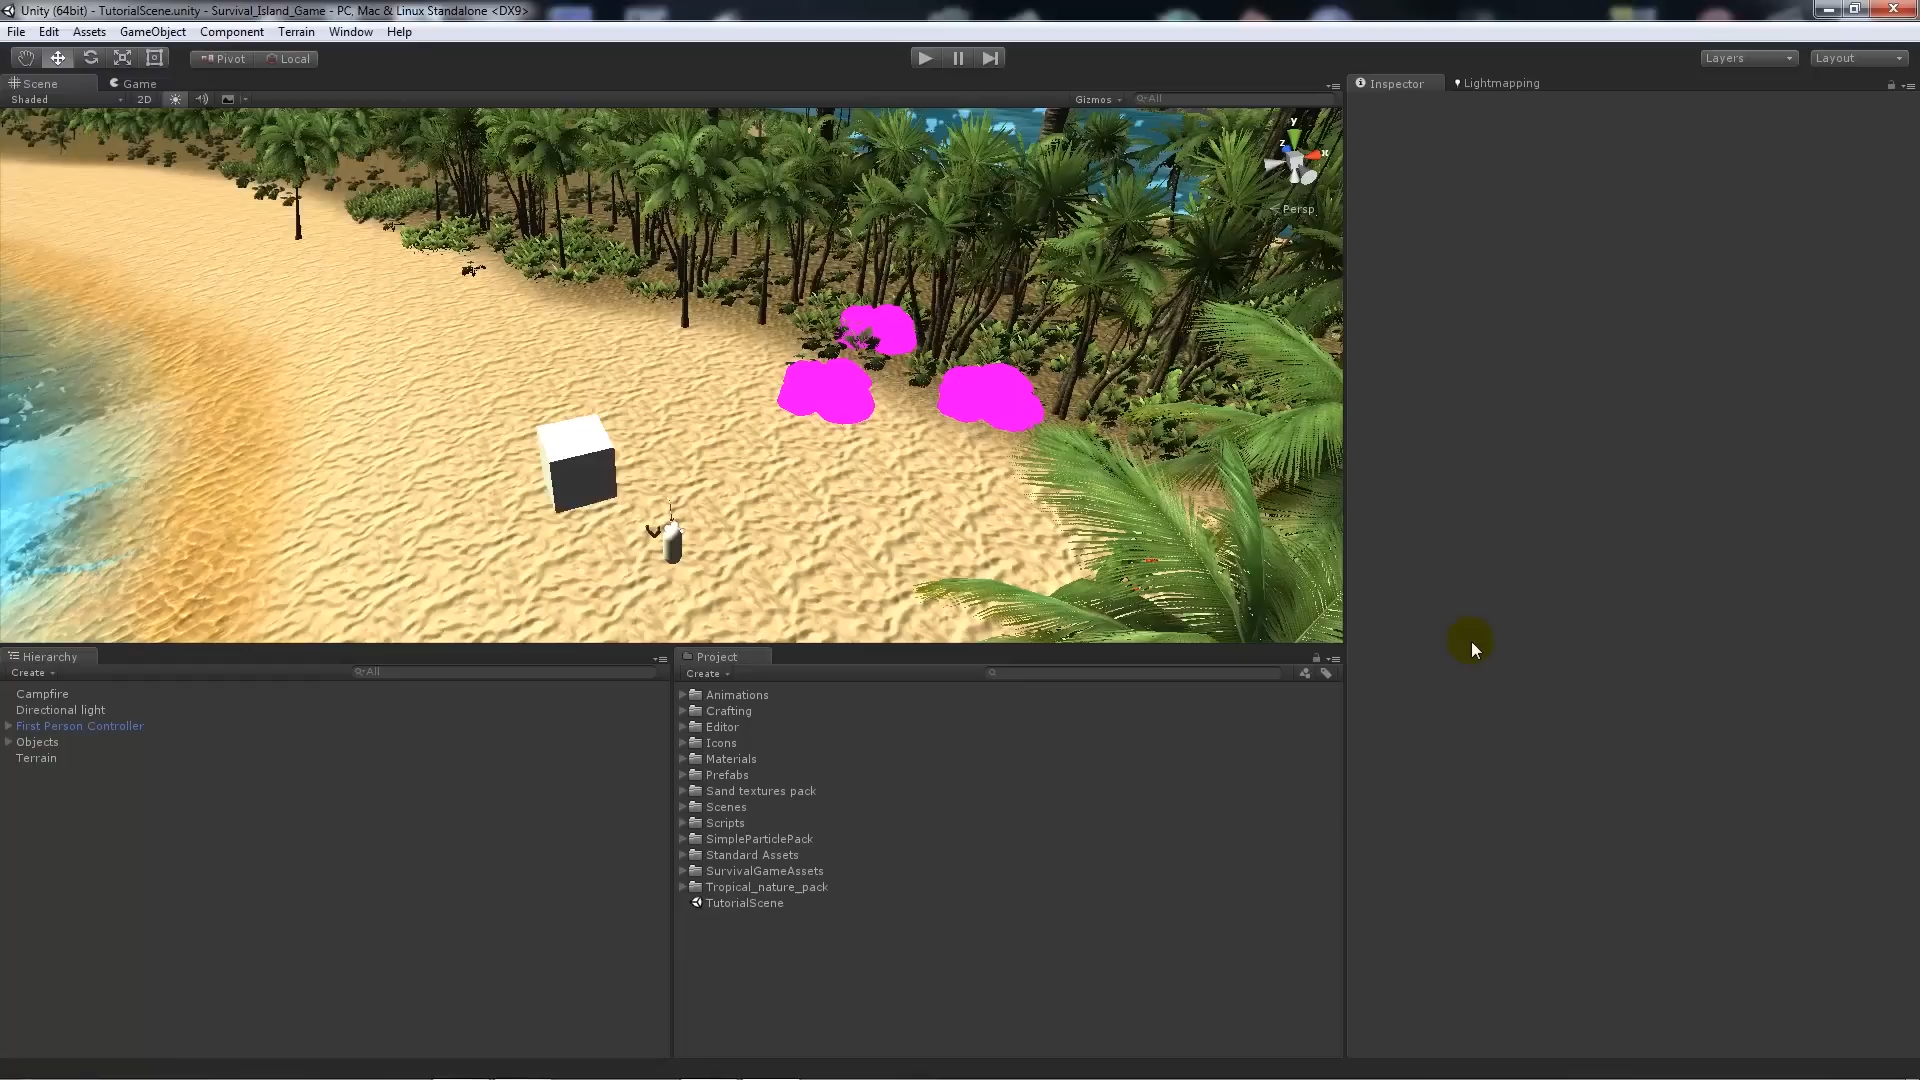 Unity (64bit) - TutorialScene.unity - Survival_Island_Game - PC, Mac & Linux Standalone <DX9>
File Edit Assets GameObject Component Terrain Window Help
Pivot Local Layers Layout
Scene Game Inspector Lightmapping
Shaded 2D Gizmos All
y
z x
Persp
Hierarchy
Create All
Campfire
Directional light
First Person Controller
Objects
Terrain
Project
Create
Animations
Crafting
Editor
Icons
Materials
Prefabs
Sand textures pack
Scenes
Scripts
SimpleParticlePack
Standard Assets
SurvivalGameAssets
Tropical_nature_pack
TutorialScene